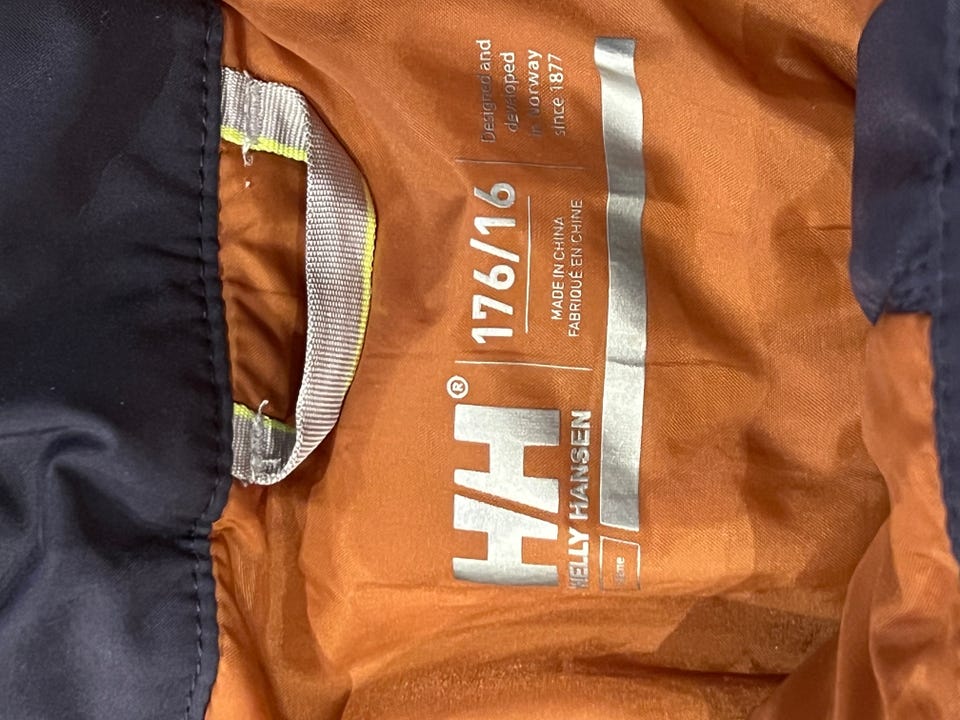 HH®
HELLY HANSEN
176/16
MADE IN CHINA
FABRIQUÉ EN CHINE
Designed and
developed
in Norway
since 1877